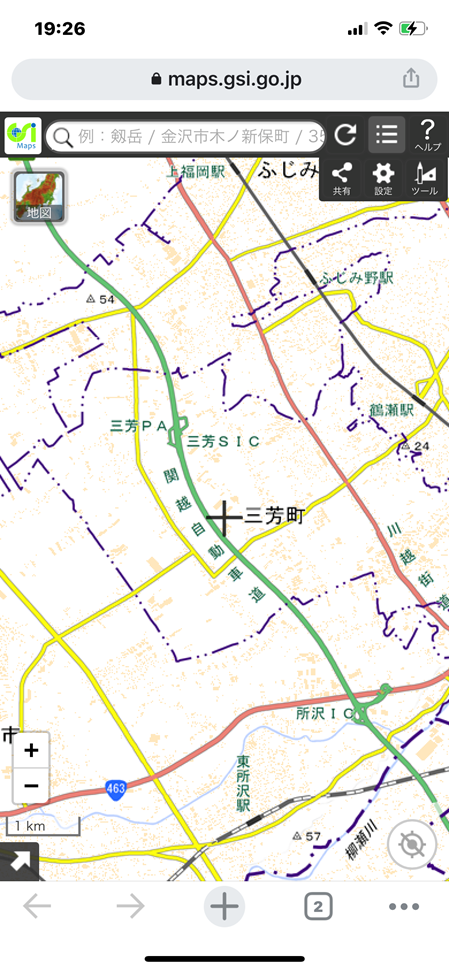 19:26
maps.gsi.go.jp
GSI
Maps
例：剱岳 / 金沢市木ノ新保町 / 35
ヘルプ
共有
設定
ツール
地図
上福岡駅
ふじみ
ふじみ野駅
54
鶴瀬駅
三芳ＰＡ
三芳ＳＩＣ
24
関越自動車道
三芳町
川越街道
所沢ＩＣ
市
東所沢駅
463
+
−
1 km
57
柳瀬川
2